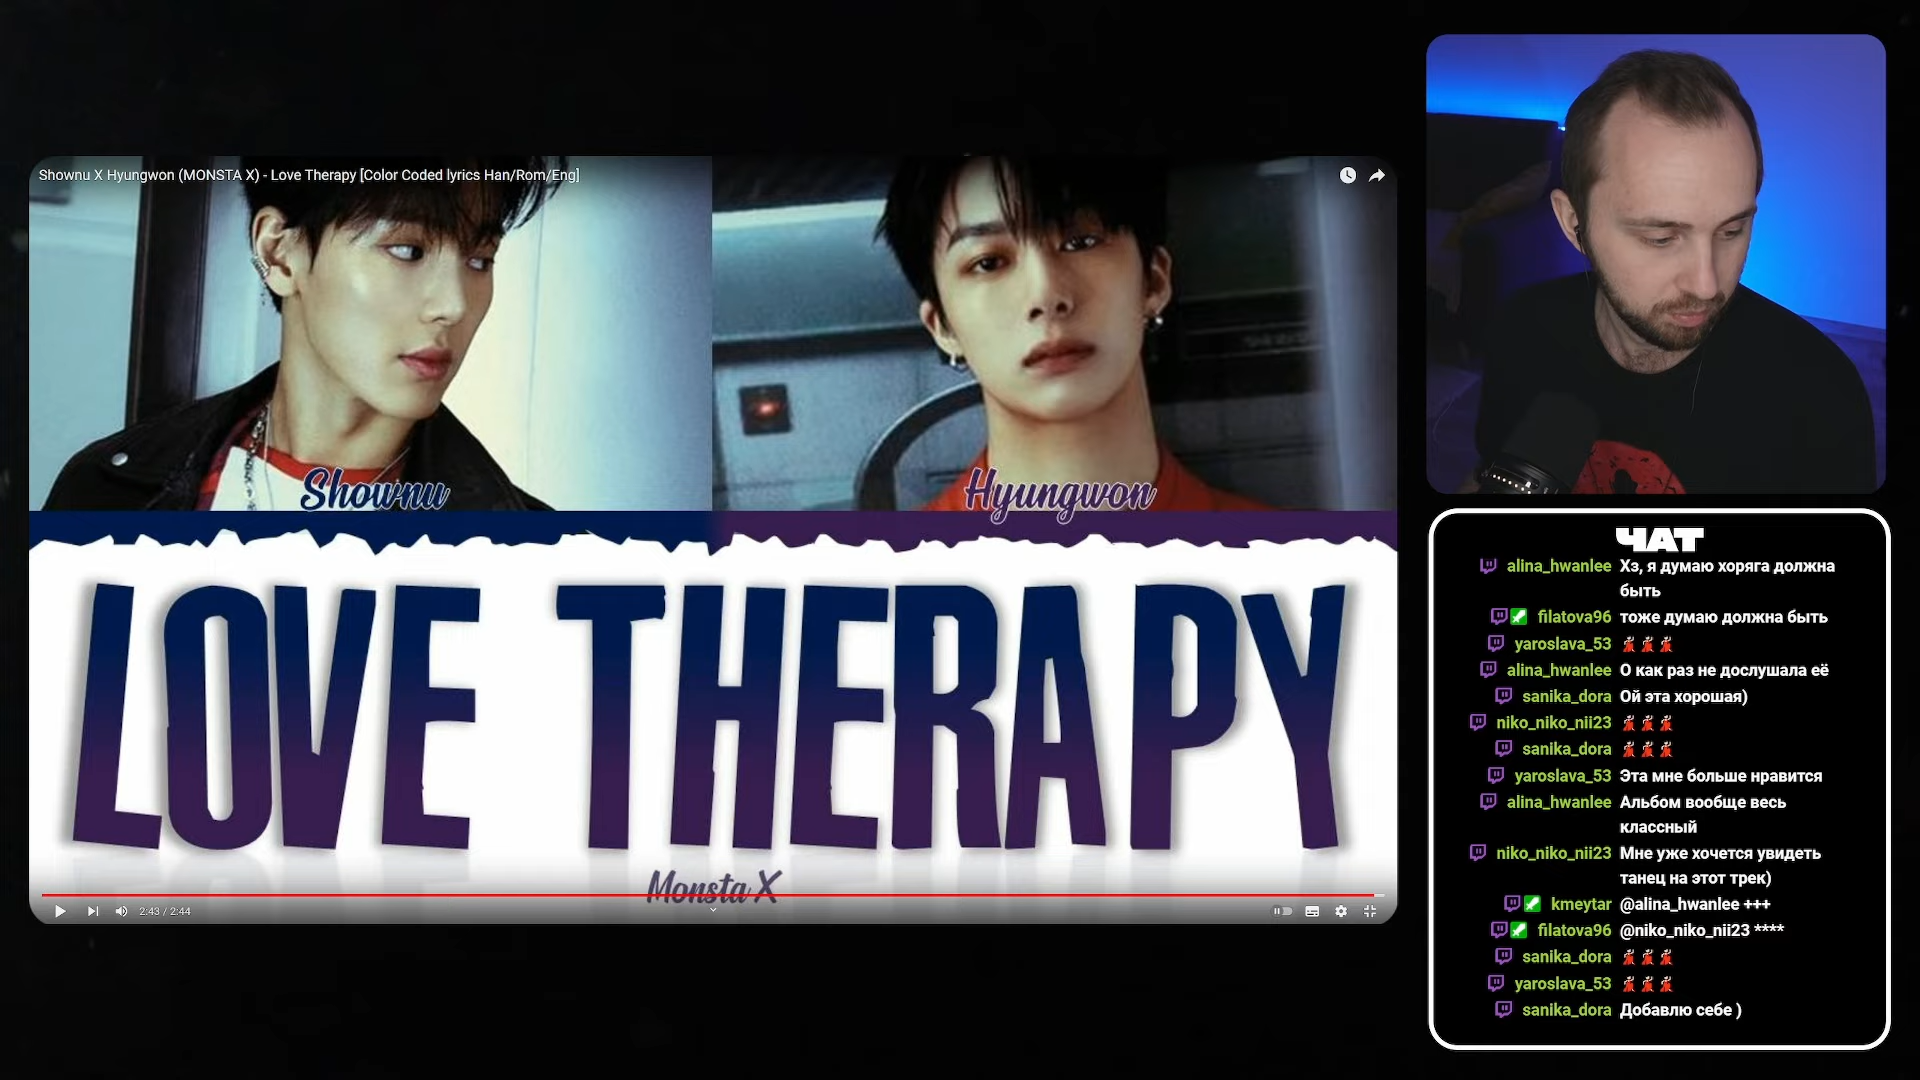 Shownu X Hyungwon (MONSTA X) - Love Therapy [Color Coded lyrics Han/Rom/Eng]
Shownu
Hyungwon
LOVE THERAPY
Monsta X
2:43 / 2:44
ЧАТ
alina_hwanlee Хз, я думаю хоряга должна
быть
filatova96 тоже думаю должна быть
yaroslava_53
alina_hwanlee О как раз не дослушала её
sanika_dora Ой эта хорошая)
niko_niko_nii23
sanika_dora
yaroslava_53 Эта мне больше нравится
alina_hwanlee Альбом вообще весь
классный
niko_niko_nii23 Мне уже хочется увидеть
танец на этот трек)
kmeytar @alina_hwanlee +++
filatova96 @niko_niko_nii23 ****
sanika_dora
yaroslava_53
sanika_dora Добавлю себе )